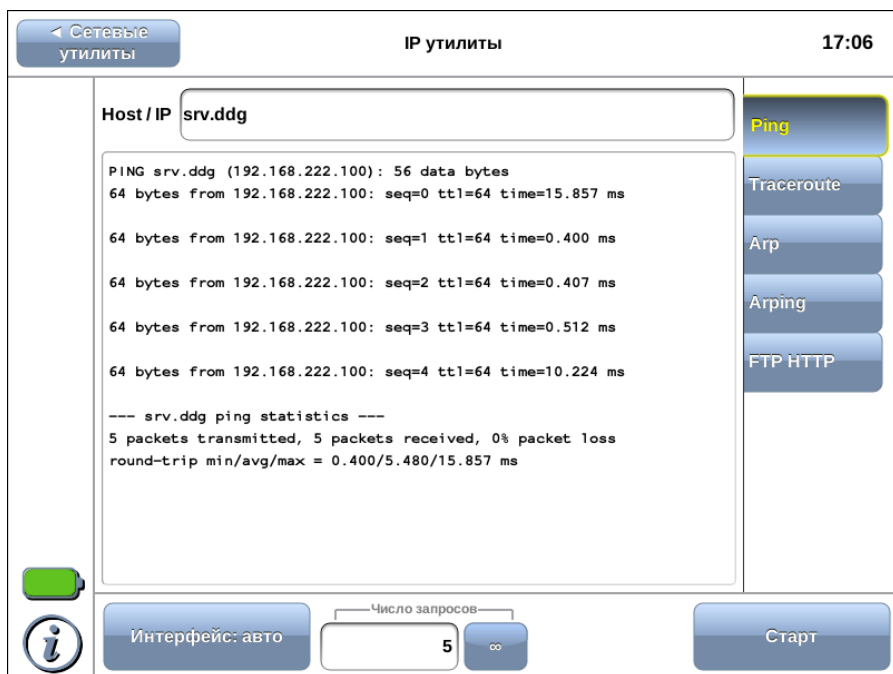 ◄ Сетевые
утилиты
IP утилиты
17:06
Host / IP srv.ddg
PING srv.ddg (192.168.222.100): 56 data bytes
64 bytes from 192.168.222.100: seq=0 ttl=64 time=15.857 ms
64 bytes from 192.168.222.100: seq=1 ttl=64 time=0.400 ms
64 bytes from 192.168.222.100: seq=2 ttl=64 time=0.407 ms
64 bytes from 192.168.222.100: seq=3 ttl=64 time=0.512 ms
64 bytes from 192.168.222.100: seq=4 ttl=64 time=10.224 ms
--- srv.ddg ping statistics ---
5 packets transmitted, 5 packets received, 0% packet loss
round-trip min/avg/max = 0.400/5.480/15.857 ms
Ping
Traceroute
Arp
Arping
FTP HTTP
i
Интерфейс: авто
Число запросов
5
∞
Старт